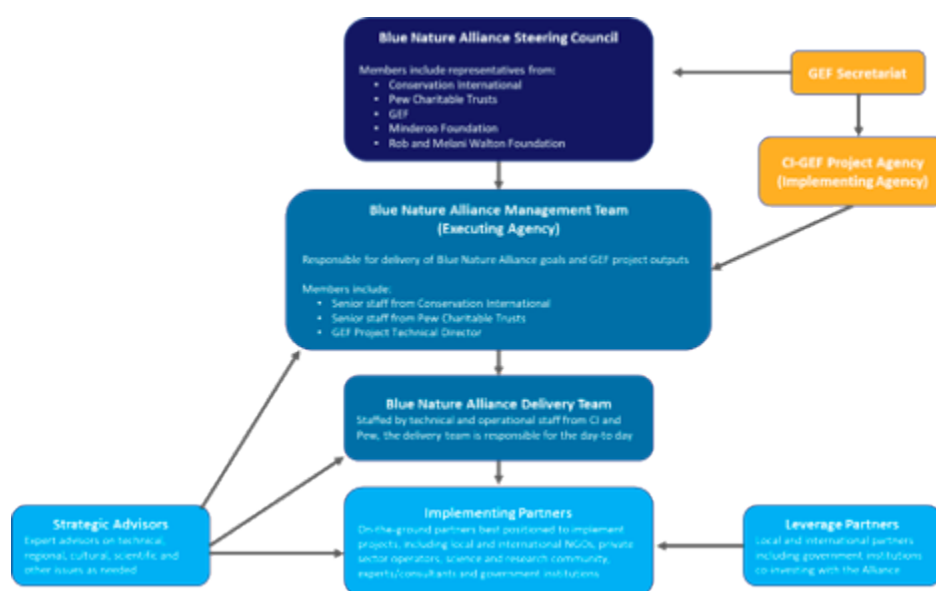 Blue Nature Alliance Steering Council
Members include representatives from:
• Conservation International
• Pew Charitable Trusts
• GEF
• Minderoo Foundation
• Rob and Melani Walton Foundation
GEF Secretariat
CI-GEF Project Agency
(Implementing Agency)
Blue Nature Alliance Management Team
(Executing Agency)
Responsible for delivery of Blue Nature Alliance goals and GEF project outputs
Members include:
• Senior staff from Conservation International
• Senior staff from Pew Charitable Trusts
• GEF Project Technical Director
Blue Nature Alliance Delivery Team
Staffed by technical and operational staff from CI and
Pew, the delivery team is responsible for the day-to day
Strategic Advisors
Expert advisors on technical,
regional, cultural, scientific and
other issues as needed
Implementing Partners
On-the-ground partners best positioned to implement
projects, including local and international NGOs, private
sector operators, science and research community,
experts/consultants and government institutions
Leverage Partners
Local and international partners
including government institutions
co-investing with the Alliance